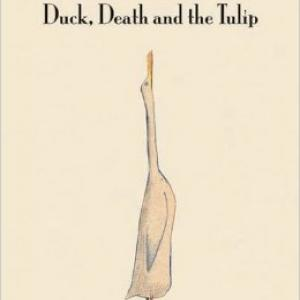 Duck, Death and the Tulip